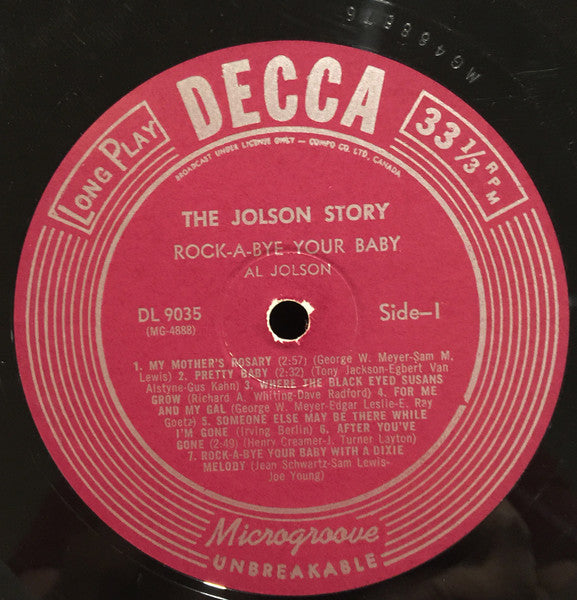 MG4888T6
DECCA
LONG PLAY
33 1/3 RPM
BROADCAST UNDER LICENSE ONLY — COMPO CO. LTD., CANADA
THE JOLSON STORY
ROCK-A-BYE YOUR BABY
AL JOLSON
DL 9035
Side–1
(MG-4888)
1. MY MOTHER'S ROSARY (2:57) (George W. Meyer-Sam M.
Lewis) 2. PRETTY BABY (2:32) (Tony Jackson-Egbert Van
Alstyne-Gus Kahn) 3. WHERE THE BLACK EYED SUSANS
GROW (Richard A. Whiting-Dave Radford) 4. FOR ME
AND MY GAL (George W. Meyer-Edgar Leslie-E. Ray
Goetz) 5. SOMEONE ELSE MAY BE THERE WHILE
I'M GONE (Irving Berlin) 6. AFTER YOU'VE
GONE (2:49) (Henry Creamer-J. Turner Layton)
7. ROCK-A-BYE YOUR BABY WITH A DIXIE
MELODY (Jean Schwartz-Sam Lewis-
Joe Young)
Microgroove
UNBREAKABLE